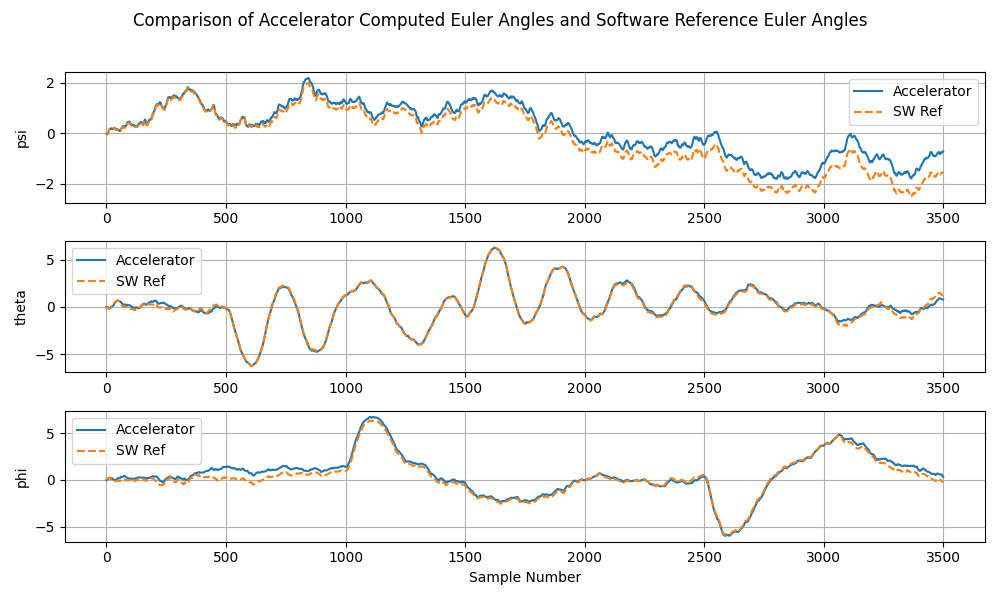 Comparison of Accelerator Computed Euler Angles and Software Reference Euler Angles
psi
2
0
−2
Accelerator
SW Ref
0 500 1000 1500 2000 2500 3000 3500
theta
5
0
−5
Accelerator
SW Ref
0 500 1000 1500 2000 2500 3000 3500
phi
5
0
−5
Accelerator
SW Ref
0 500 1000 1500 2000 2500 3000 3500
Sample Number